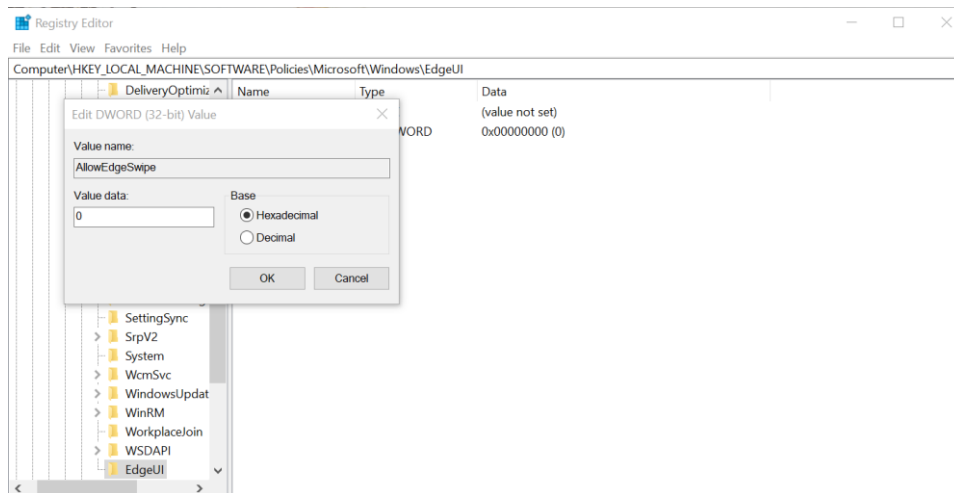 Registry Editor
File Edit View Favorites Help
Computer\HKEY_LOCAL_MACHINE\SOFTWARE\Policies\Microsoft\Windows\EdgeUI
DeliveryOptimiz
Name Type Data
(value not set)
WORD 0x00000000 (0)
Edit DWORD (32-bit) Value
Value name:
AllowEdgeSwipe
Value data:
0
Base
Hexadecimal
Decimal
OK Cancel
SettingSync
SrpV2
System
WcmSvc
WindowsUpdat
WinRM
WorkplaceJoin
WSDAPI
EdgeUI